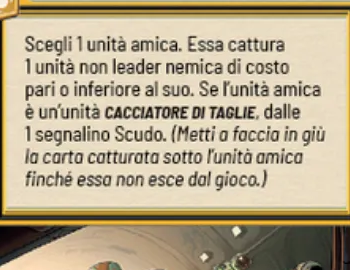 Scegli 1 unità amica. Essa cattura
1 unità non leader nemica di costo
pari o inferiore al suo. Se l'unità amica
è un'unità CACCIATORE DI TAGLIE, dalle
1 segnalino Scudo. (Metti a faccia in giù
la carta catturata sotto l'unità amica
finché essa non esce dal gioco.)